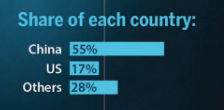 Share of each country:
China 55%
US 17%
Others 28%